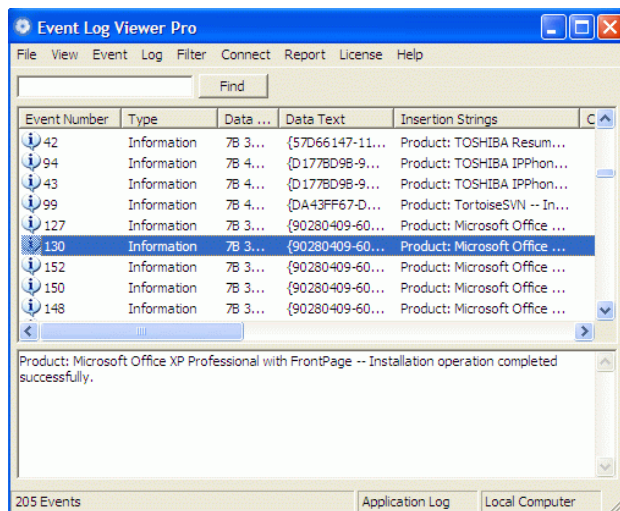 Event Log Viewer Pro
File View Event Log Filter Connect Report License Help
Find
Event Number Type Data ... Data Text Insertion Strings C
42 Information 7B 3... {57D66147-11... Product: TOSHIBA Resum...
94 Information 7B 4... {D177BD9B-9... Product: TOSHIBA IPPhon...
43 Information 7B 4... {D177BD9B-9... Product: TOSHIBA IPPhon...
99 Information 7B 4... {DA43FF67-D... Product: TortoiseSVN -- In...
127 Information 7B 3... {90280409-60... Product: Microsoft Office ...
130 Information 7B 3... {90280409-60... Product: Microsoft Office ...
152 Information 7B 3... {90280409-60... Product: Microsoft Office ...
150 Information 7B 3... {90280409-60... Product: Microsoft Office ...
148 Information 7B 3... {90280409-60... Product: Microsoft Office ...
Product: Microsoft Office XP Professional with FrontPage -- Installation operation completed
successfully.
205 Events Application Log Local Computer